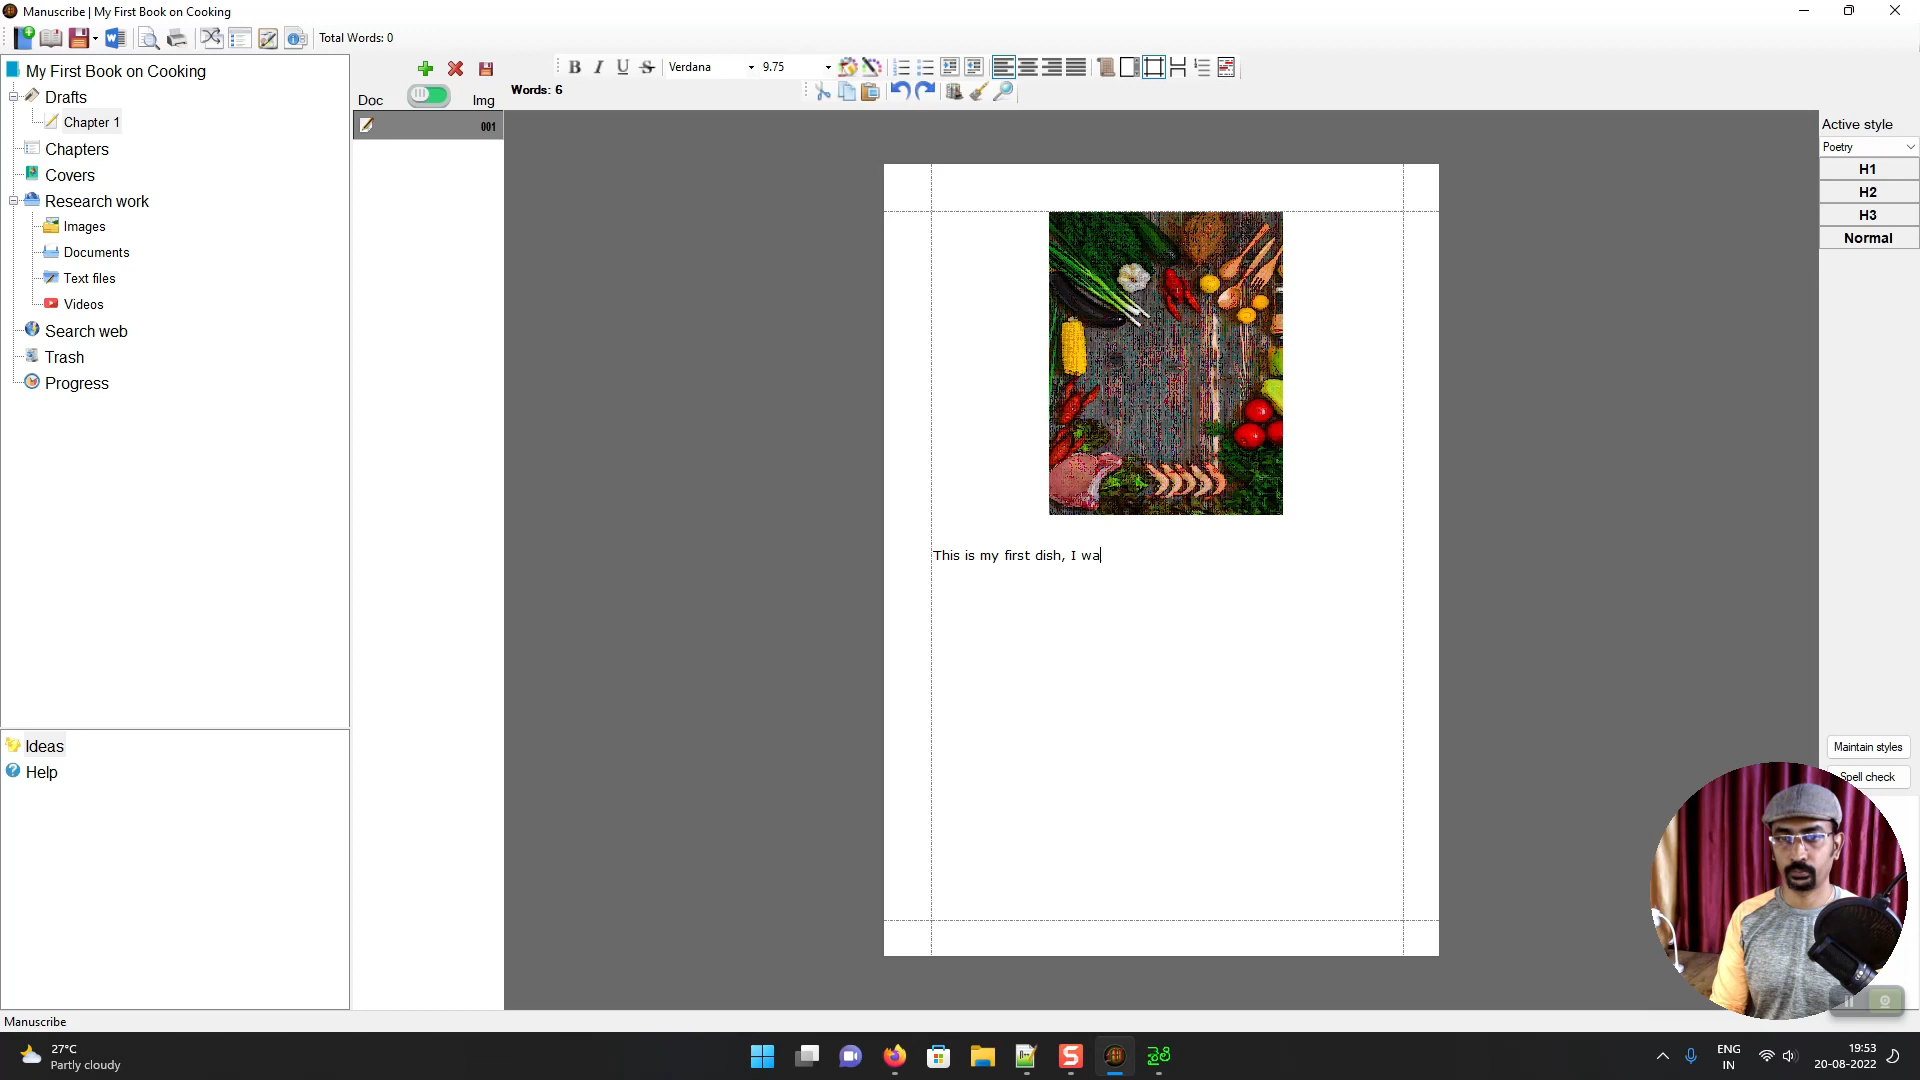 Manuscribe | My First Book on Cooking
Total Words: 0
My First Book on Cooking
Drafts
Chapter 1
Chapters
Covers
Research work
Images
Documents
Text files
Videos
Search web
Trash
Progress
Ideas
Help
Doc
Img
001
B I U S Verdana 9.75
Words: 6
This is my first dish, I wa
Active style
Poetry
H1
H2
H3
Normal
Maintain styles
Spell check
Manuscribe
27°C
Partly cloudy
S
శైలి
ENG
IN
19:53
20-08-2022